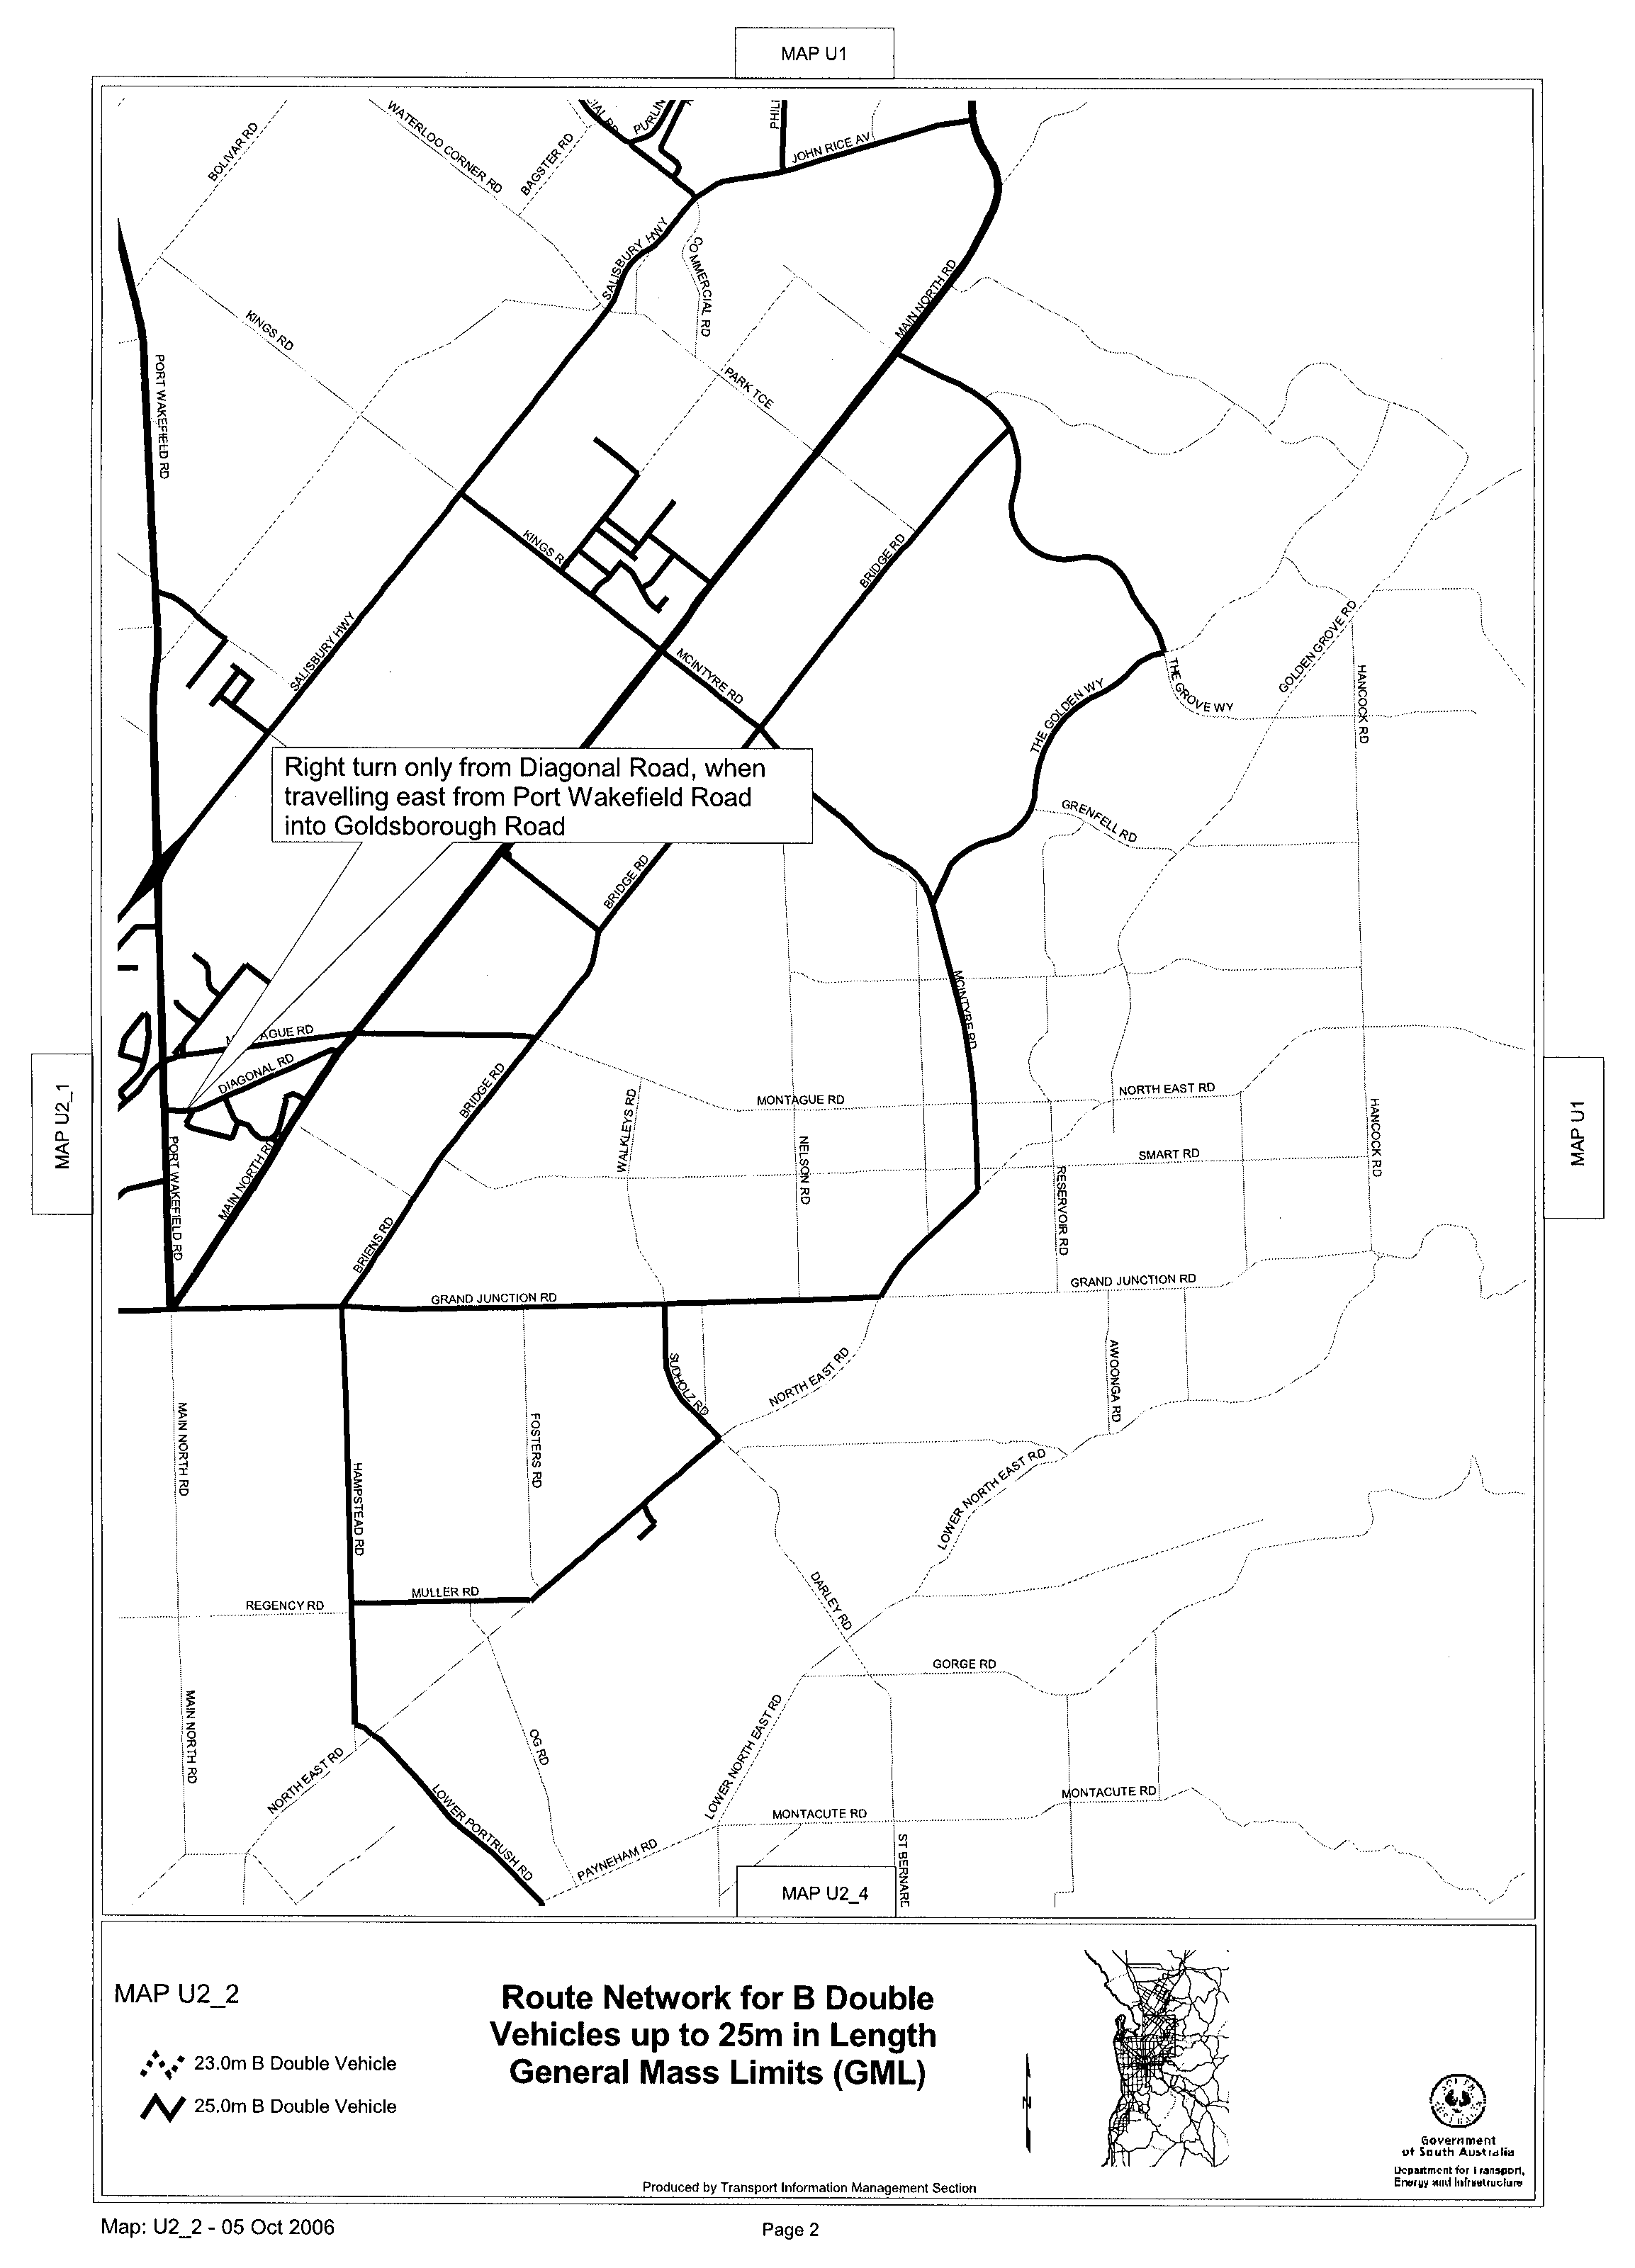 MAP U1
BOLIVAR RD
WATERLOO CORNER RD
BAGSTER RD
JOHN RICE AV
SALISBURY HWY
COMMERCIAL RD
MAIN NORTH RD
KINGS RD
PORT WAKEFIELD RD
PARK TCE
KINGS R
BRIDGE RD
SALISBURY HWY
MCINTYRE RD
THE GOLDEN WY
THE GROVE WY
GOLDEN GROVE RD
HANCOCK RD
Right turn only from Diagonal Road, when
travelling east from Port Wakefield Road
into Goldsborough Road
GRENFELL RD
BRIDGE RD
MCINTYRE RD
AGUE RD
DIAGONAL RD
BRIDGE RD
MAP U2_1
MAP U1
WALKLEYS RD
MONTAGUE RD
NORTH EAST RD
HANCOCK RD
NELSON RD
SMART RD
RESERVOIR RD
PORT WAKEFIELD RD
MAIN NORTH RD
BRIENS RD
GRAND JUNCTION RD
GRAND JUNCTION RD
SUDHOLZ RD
NORTH EAST RD
AWOONGA RD
MAIN NORTH RD
HAMPSTEAD RD
FOSTERS RD
LOWER NORTH EAST RD
REGENCY RD
MULLER RD
DARLEY RD
GORGE RD
MAIN NORTH RD
NORTH EAST RD
OG RD
LOWER NORTH EAST RD
LOWER PORTRUSH RD
MONTACUTE RD
MONTACUTE RD
PAYNEHAM RD
ST BERNARD
MAP U2_4
MAP U2_2
23.0m B Double Vehicle
25.0m B Double Vehicle
Route Network for B Double
Vehicles up to 25m in Length
General Mass Limits (GML)
N
Government
of South Australia
Department for Transport,
Energy and Infrastructure
Produced by Transport Information Management Section
Map: U2_2 - 05 Oct 2006
Page 2